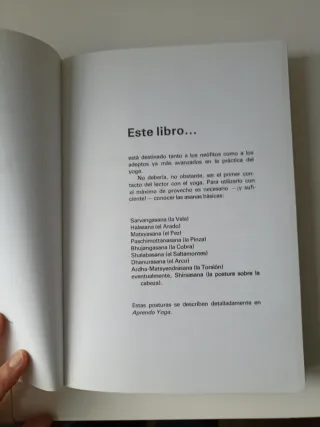 Este libro...
está destinado tanto a los neófitos como a los
adeptos ya más avanzados en la práctica del
yoga.
No debería, no obstante, ser el primer con-
tacto del lector con el yoga. Para utilizarlo con
el máximo de provecho es necesario —¡y sufi-
ciente!— conocer las asanas básicas:
Sarvangasana (la Vela)
Halasana (el Arado)
Matsyasana (el Pez)
Paschimottanasana (la Pinza)
Bhujangasana (la Cobra)
Shalabasana (el Saltamontes)
Dhanurasana (el Arco)
Ardha-Matsyendrasana (la Torsión)
eventualmente, Shirsasana (la postura sobre la
cabeza).
Estas posturas se describen detalladamente en
Aprendo Yoga.